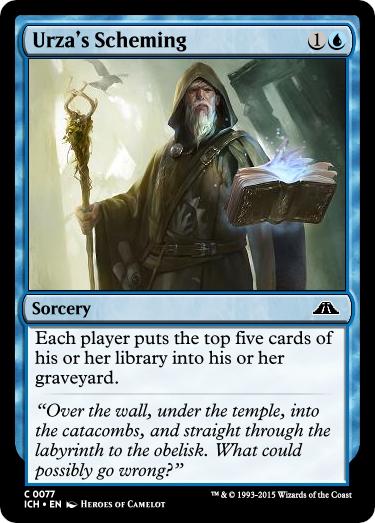 Urza's Scheming 1
Sorcery
Each player puts the top five cards of
his or her library into his or her
graveyard.
“Over the wall, under the temple, into
the catacombs, and straight through the
labyrinth to the obelisk. What could
possibly go wrong?”
C 0077
ICH • EN Heroes of Camelot
™ & © 1993-2015 Wizards of the Coast